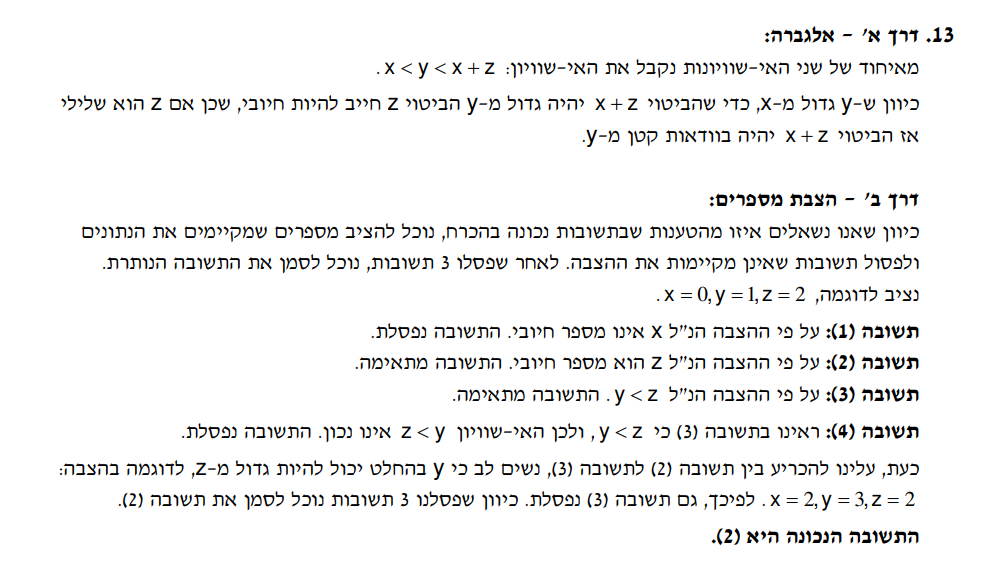 13. דרך א' – אלגברה:
מאיחוד של שני האי-שוויונות נקבל את האי-שוויון: x < y < x + z .
כיוון ש-y גדול מ-x, כדי שהביטוי x + z יהיה גדול מ-y הביטוי z חייב להיות חיובי, שכן אם z הוא שלילי
אז הביטוי x + z יהיה בוודאות קטן מ-y.
דרך ב' – הצבת מספרים:
כיוון שאנו נשאלים איזו מהטענות שבתשובות נכונה בהכרח, נוכל להציב מספרים שמקיימים את הנתונים
ולפסול תשובות שאינן מקיימות את ההצבה. לאחר שפסלו 3 תשובות, נוכל לסמן את התשובה הנותרת.
נציב לדוגמה, x = 0, y = 1, z = 2 .
תשובה (1): על פי ההצבה הנ"ל x אינו מספר חיובי. התשובה נפסלת.
תשובה (2): על פי ההצבה הנ"ל z הוא מספר חיובי. התשובה מתאימה.
תשובה (3): על פי ההצבה הנ"ל y < z . התשובה מתאימה.
תשובה (4): ראינו בתשובה (3) כי y < z , ולכן האי-שוויון z < y אינו נכון. התשובה נפסלת.
כעת, עלינו להכריע בין תשובה (2) לתשובה (3), נשים לב כי y בהחלט יכול להיות גדול מ-z, לדוגמה בהצבה:
x = 2, y = 3, z = 2 . לפיכך, גם תשובה (3) נפסלת. כיוון שפסלנו 3 תשובות נוכל לסמן את תשובה (2).
התשובה הנכונה היא (2).